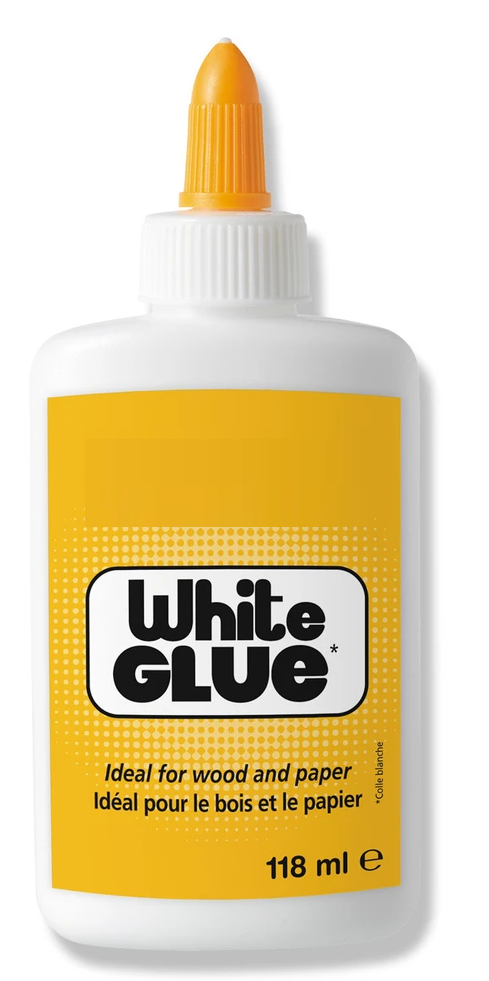 White
GLUe*
Ideal for wood and paper
Idéal pour le bois et le papier
118 ml ℮
*Colle blanche